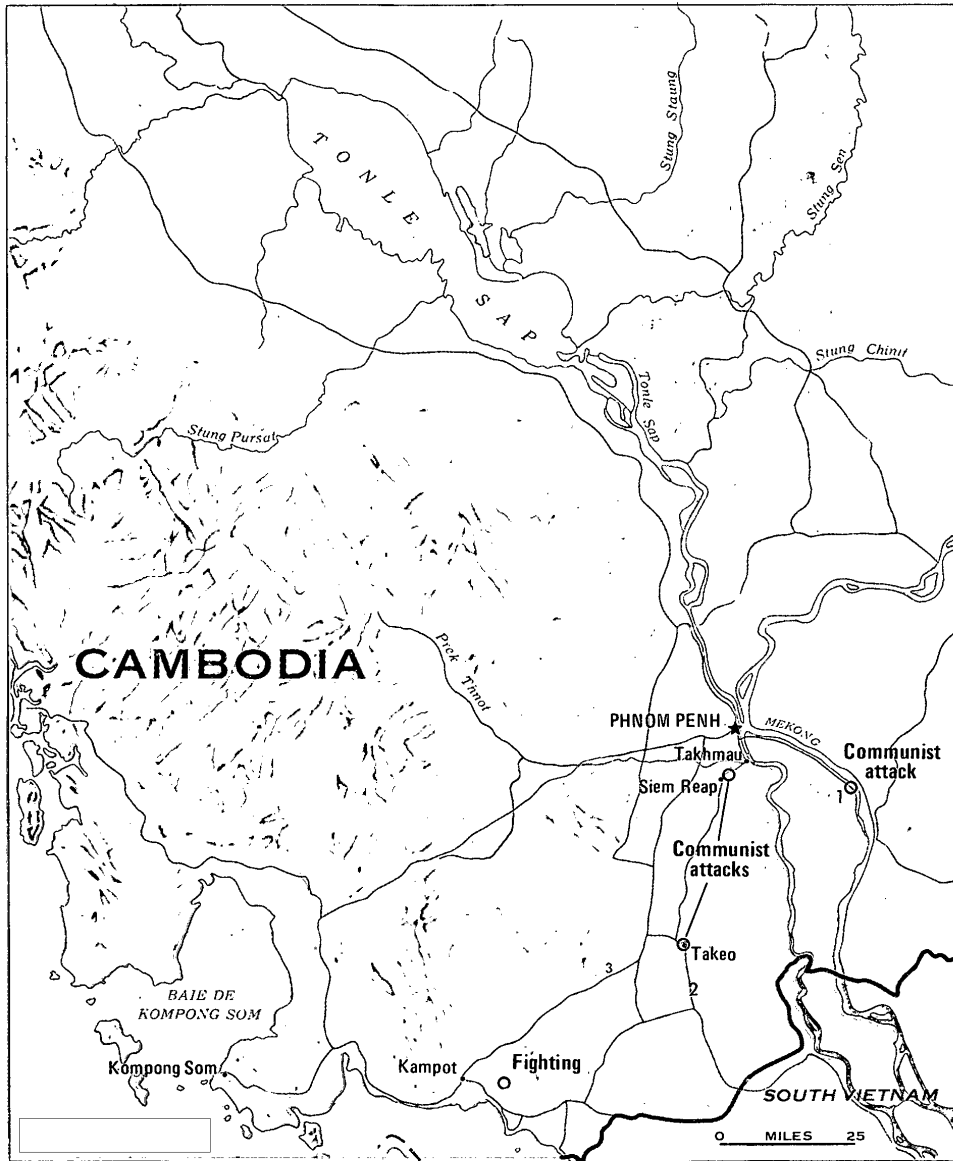 TONLE SAP
Stung Staung
Stung Sen
Stung Chinit
Tonle Sap
Stung Pursat
CAMBODIA
Prek Thnot
PHNOM PENH
MEKONG
Takhmau
Siem Reap
Communist
attack
1
Communist
attacks
Takeo
3
2
BAIE DE
KOMPONG SOM
Kompong Som
Kampot
Fighting
SOUTH VIETNAM
0 MILES 25